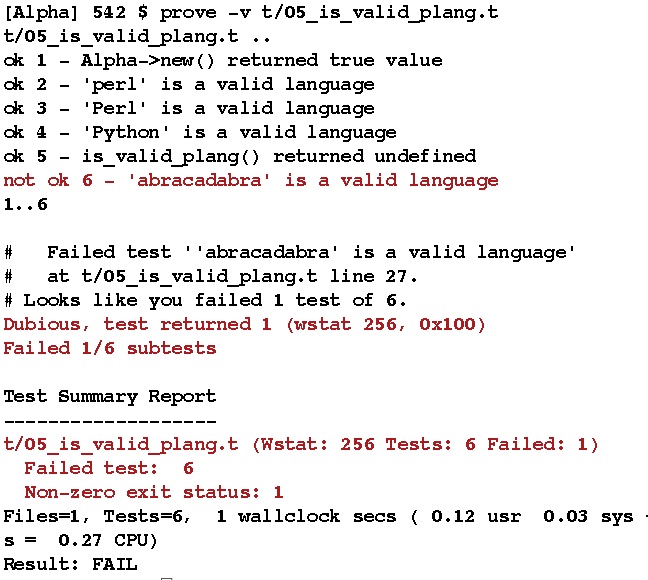 [Alpha] 542 $ prove -v t/05_is_valid_plang.t
t/05_is_valid_plang.t ..
ok 1 - Alpha->new() returned true value
ok 2 - 'perl' is a valid language
ok 3 - 'Perl' is a valid language
ok 4 - 'Python' is a valid language
ok 5 - is_valid_plang() returned undefined
not ok 6 - 'abracadabra' is a valid language
1..6
#   Failed test ''abracadabra' is a valid language'
#   at t/05_is_valid_plang.t line 27.
# Looks like you failed 1 test of 6.
Dubious, test returned 1 (wstat 256, 0x100)
Failed 1/6 subtests
Test Summary Report
-------------------
t/05_is_valid_plang.t (Wstat: 256 Tests: 6 Failed: 1)
  Failed test:  6
  Non-zero exit status: 1
Files=1, Tests=6,  1 wallclock secs ( 0.12 usr  0.03 sys
s =  0.27 CPU)
Result: FAIL